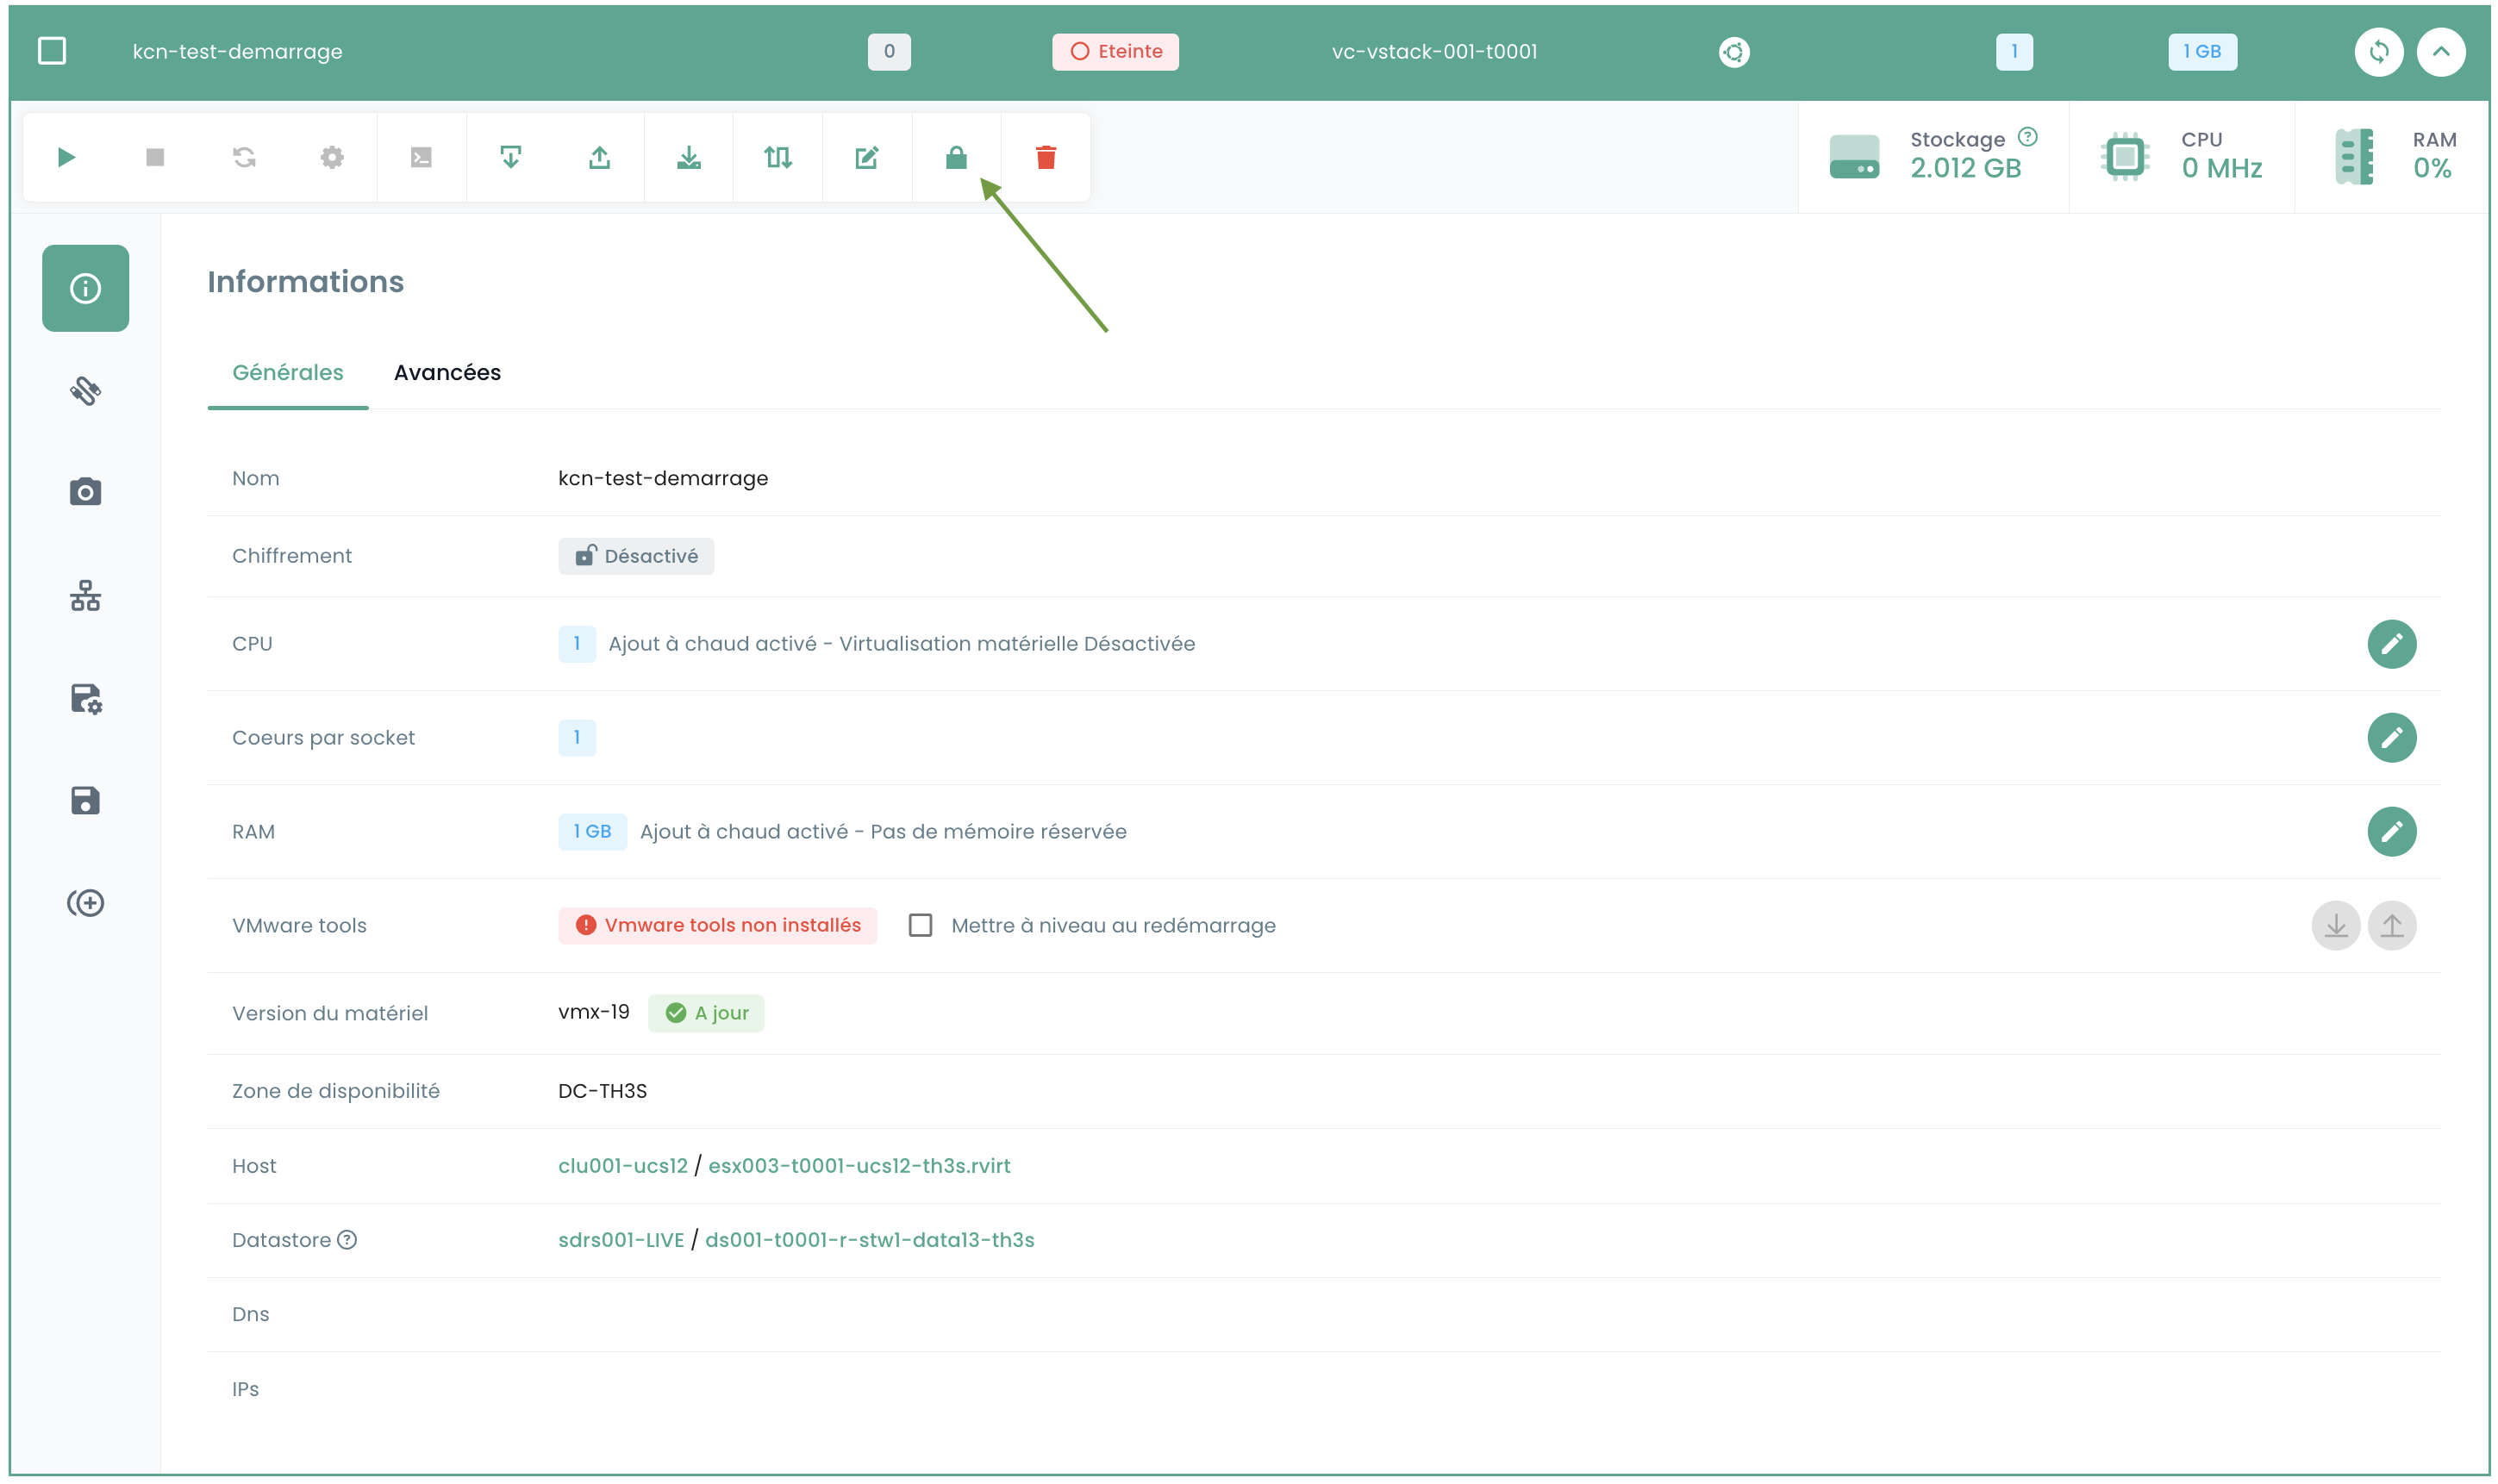 kcn-test-demarrage 0 Eteinte vc-vstack-001-t0001 1 1 GB
Stockage CPU RAM
2.012 GB 0 MHz 0%
Informations
Générales Avancées
Nom kcn-test-demarrage
Chiffrement Désactivé
CPU 1 Ajout à chaud activé - Virtualisation matérielle Désactivée
Coeurs par socket 1
RAM 1 GB Ajout à chaud activé - Pas de mémoire réservée
VMware tools Vmware tools non installés Mettre à niveau au redémarrage
Version du matériel vmx-19 A jour
Zone de disponibilité DC-TH3S
Host clu001-ucs12 / esx003-t0001-ucs12-th3s.rvirt
Datastore sdrs001-LIVE / ds001-t0001-r-stw1-data13-th3s
Dns
IPs